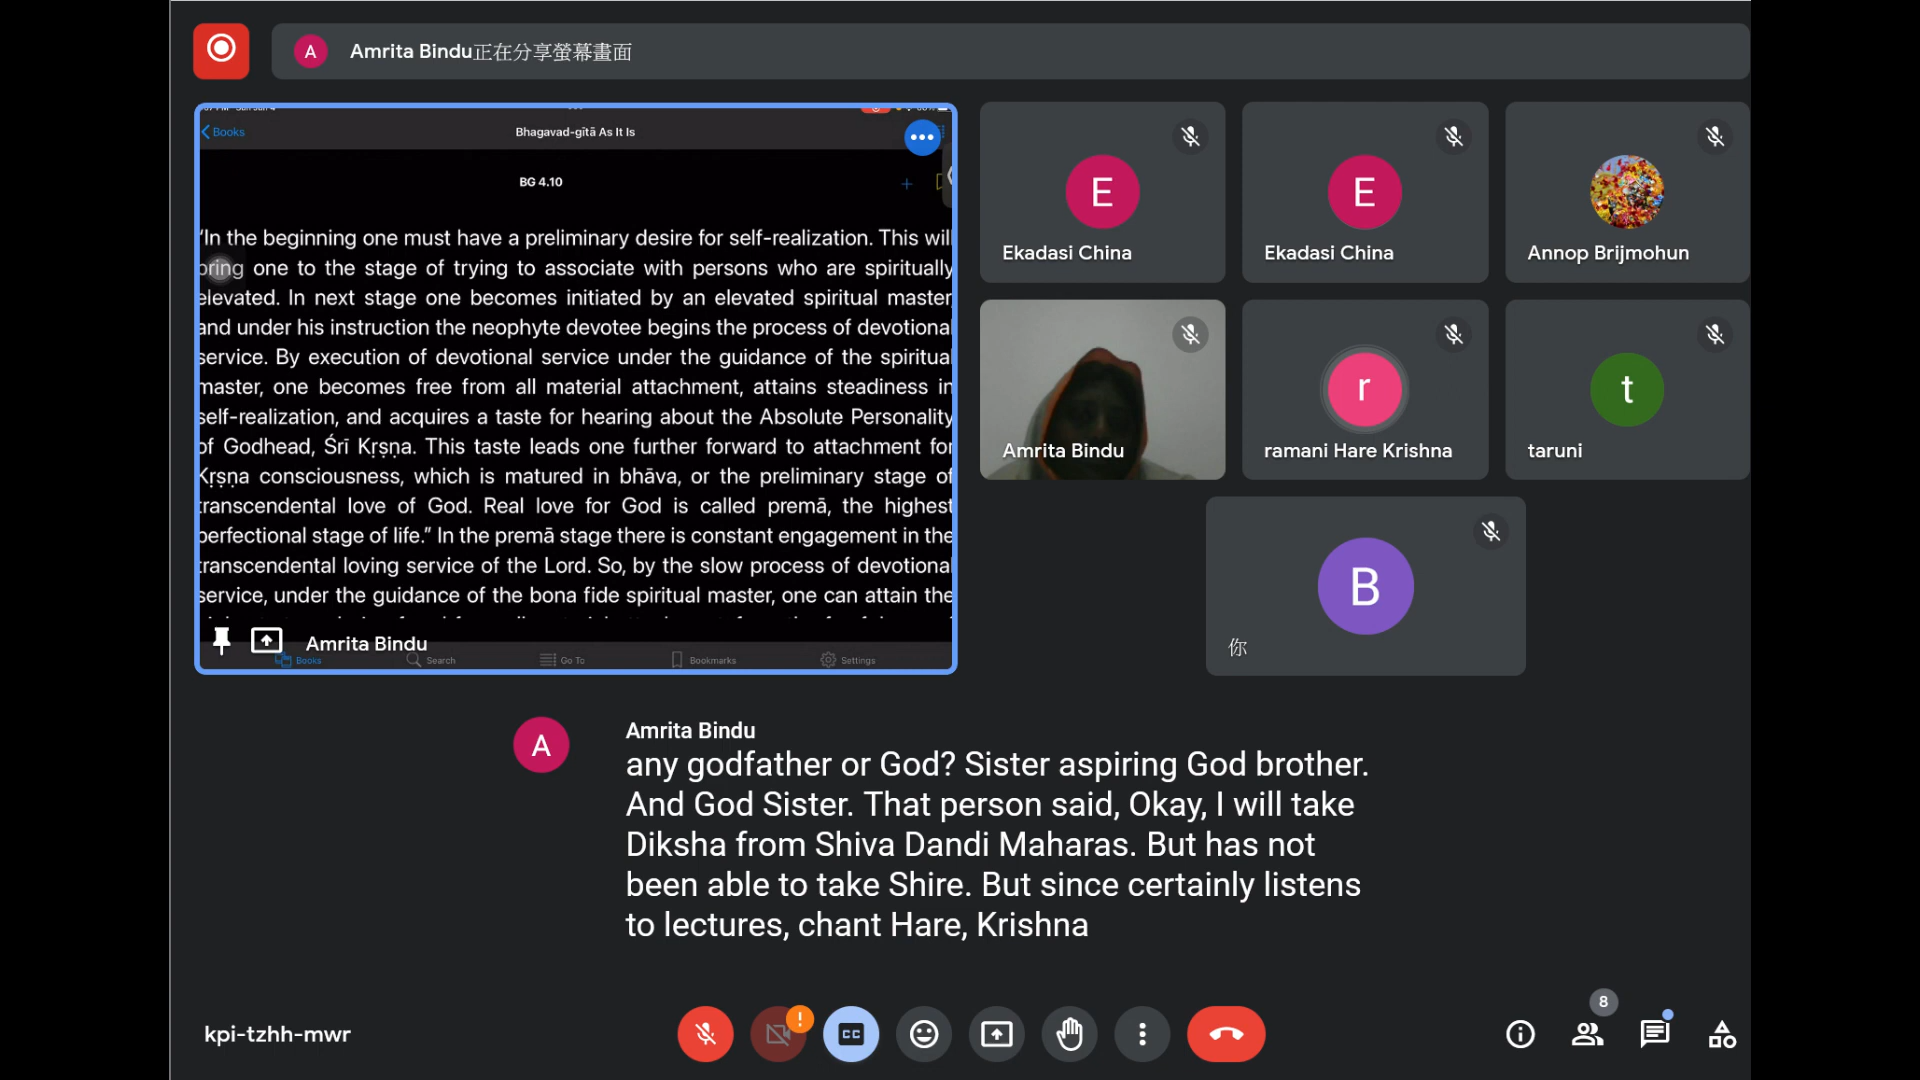 A Amrita Bindu正在分享螢幕畫面
Books
Bhagavad-gītā As It Is
BG 4.10
“In the beginning one must have a preliminary desire for self-realization. This will
bring one to the stage of trying to associate with persons who are spiritually
elevated. In next stage one becomes initiated by an elevated spiritual master
and under his instruction the neophyte devotee begins the process of devotional
service. By execution of devotional service under the guidance of the spiritual
master, one becomes free from all material attachment, attains steadiness in
self-realization, and acquires a taste for hearing about the Absolute Personality
of Godhead, Śrī Kṛṣṇa. This taste leads one further forward to attachment for
Kṛṣṇa consciousness, which is matured in bhāva, or the preliminary stage of
transcendental love of God. Real love for God is called premā, the highest
perfectional stage of life.” In the premā stage there is constant engagement in the
transcendental loving service of the Lord. So, by the slow process of devotional
service, under the guidance of the bona fide spiritual master, one can attain the
Amrita Bindu
Books
Search
Go To
Bookmarks
Settings
E
Ekadasi China
E
Ekadasi China
Annop Brijmohun
Amrita Bindu
r
ramani Hare Krishna
t
taruni
B
你
A
Amrita Bindu
any godfather or God? Sister aspiring God brother.
And God Sister. That person said, Okay, I will take
Diksha from Shiva Dandi Maharas. But has not
been able to take Shire. But since certainly listens
to lectures, chant Hare, Krishna
kpi-tzhh-mwr
!
CC
8